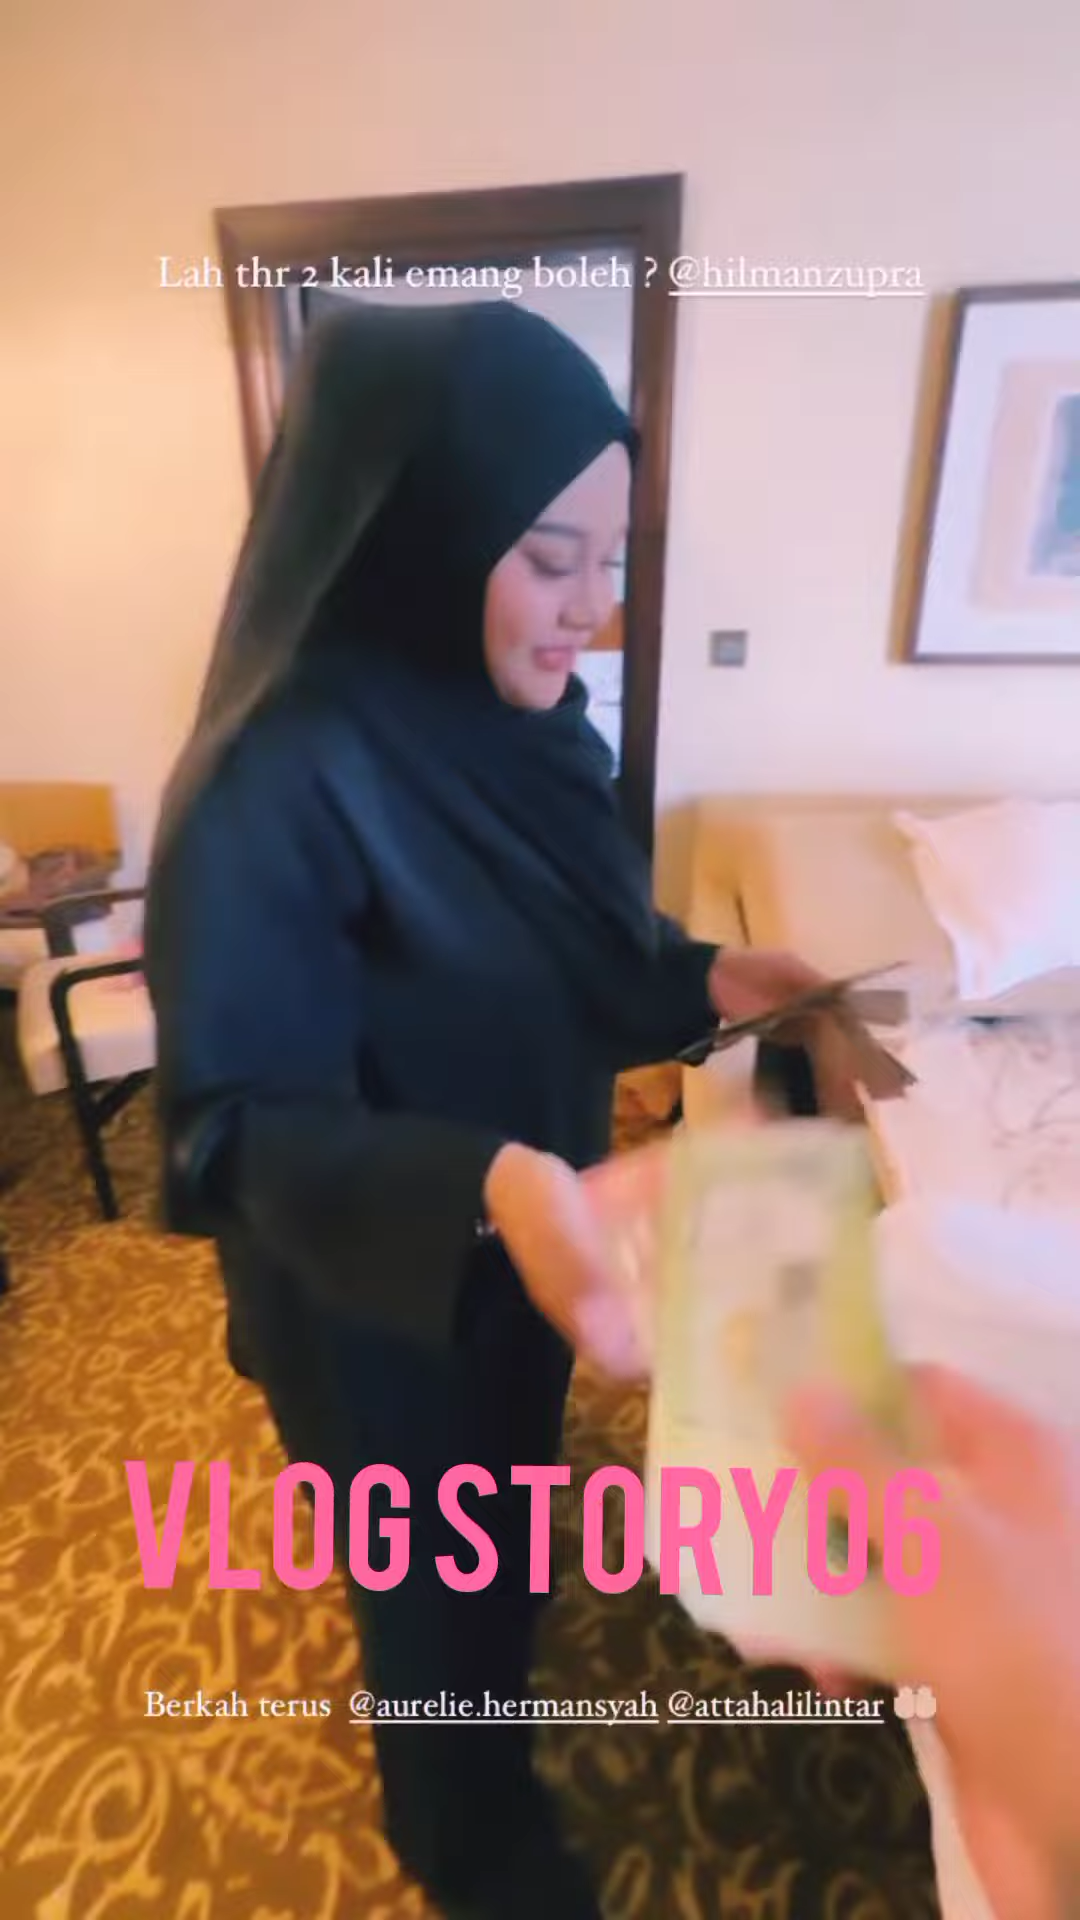 Lah thr 2 kali emang boleh ? @hilmanzupra
VLOG STORY06
Berkah terus @aurelie.hermansyah @attahalilintar 🤲